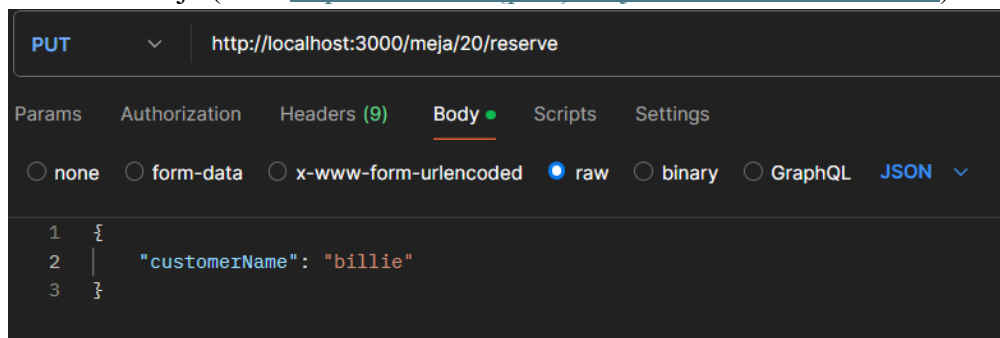 PUT http://localhost:3000/meja/20/reserve
Params Authorization Headers (9) Body Scripts Settings
none form-data x-www-form-urlencoded raw binary GraphQL JSON
1 {
2 "customerName": "billie"
3 }